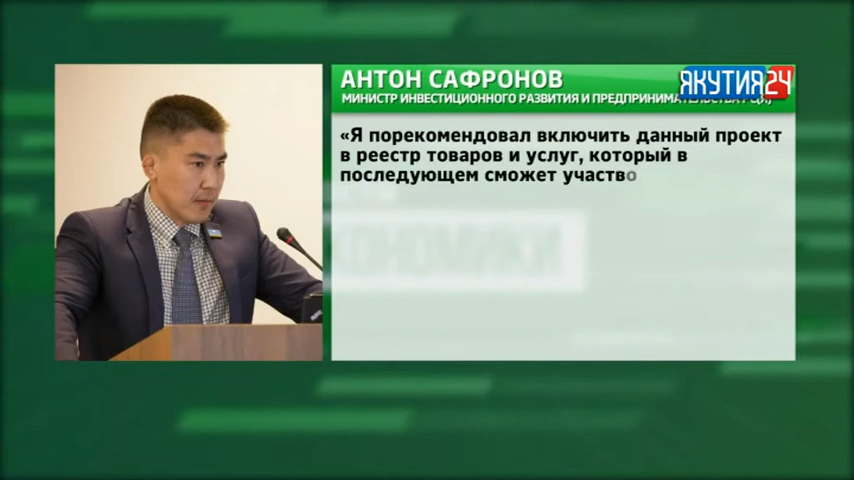 АНТОН САФРОНОВ
ЯКУТИЯ24
МИНИСТР ИНВЕСТИЦИОННОГО РАЗВИТИЯ И ПРЕДПРИНИМАТЕЛЬСТВА
«Я порекомендовал включить данный проект
в реестр товаров и услуг, который в
последующем сможет участво